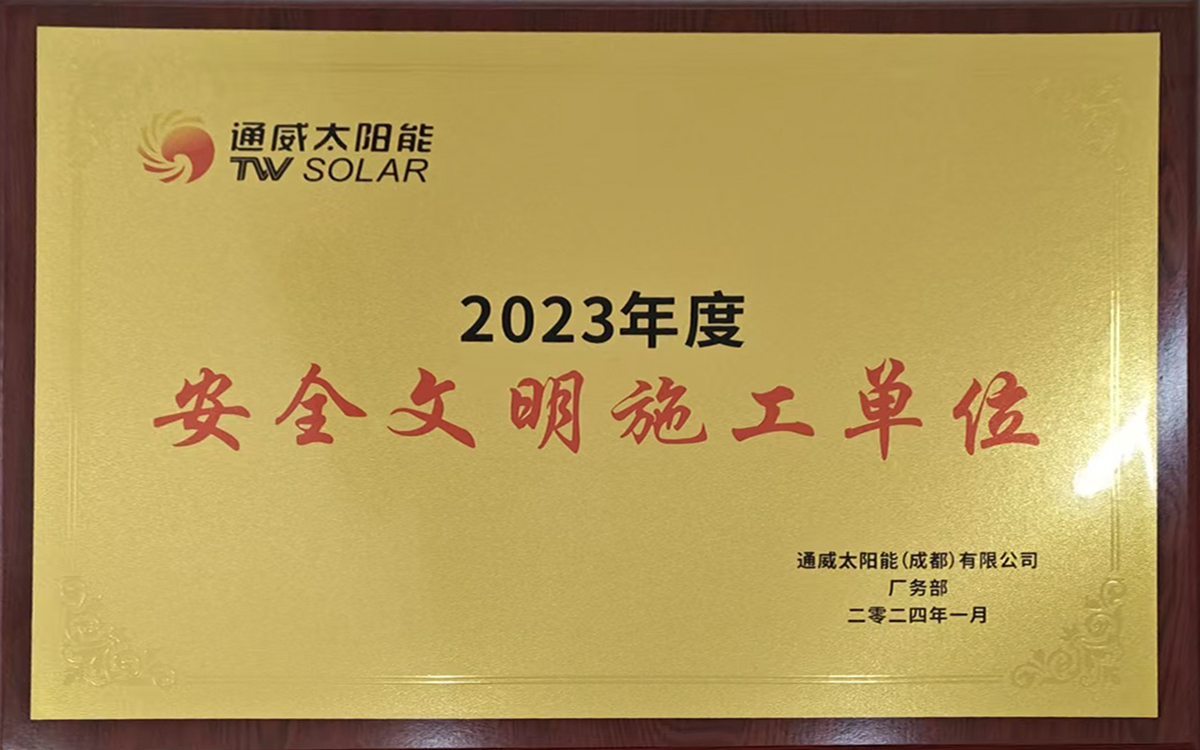 通威太阳能
TW SOLAR
2023年度
安全文明施工单位
通威太阳能(成都)有限公司
厂务部
二零二四年一月